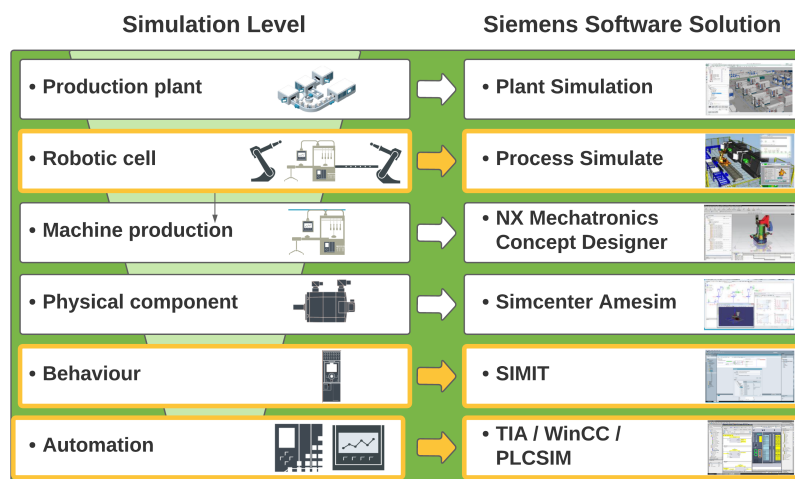 Simulation Level
Siemens Software Solution
• Production plant
• Plant Simulation
• Robotic cell
• Process Simulate
• Machine production
• NX Mechatronics
Concept Designer
• Physical component
• Simcenter Amesim
• Behaviour
• SIMIT
• Automation
• TIA / WinCC /
PLCSIM